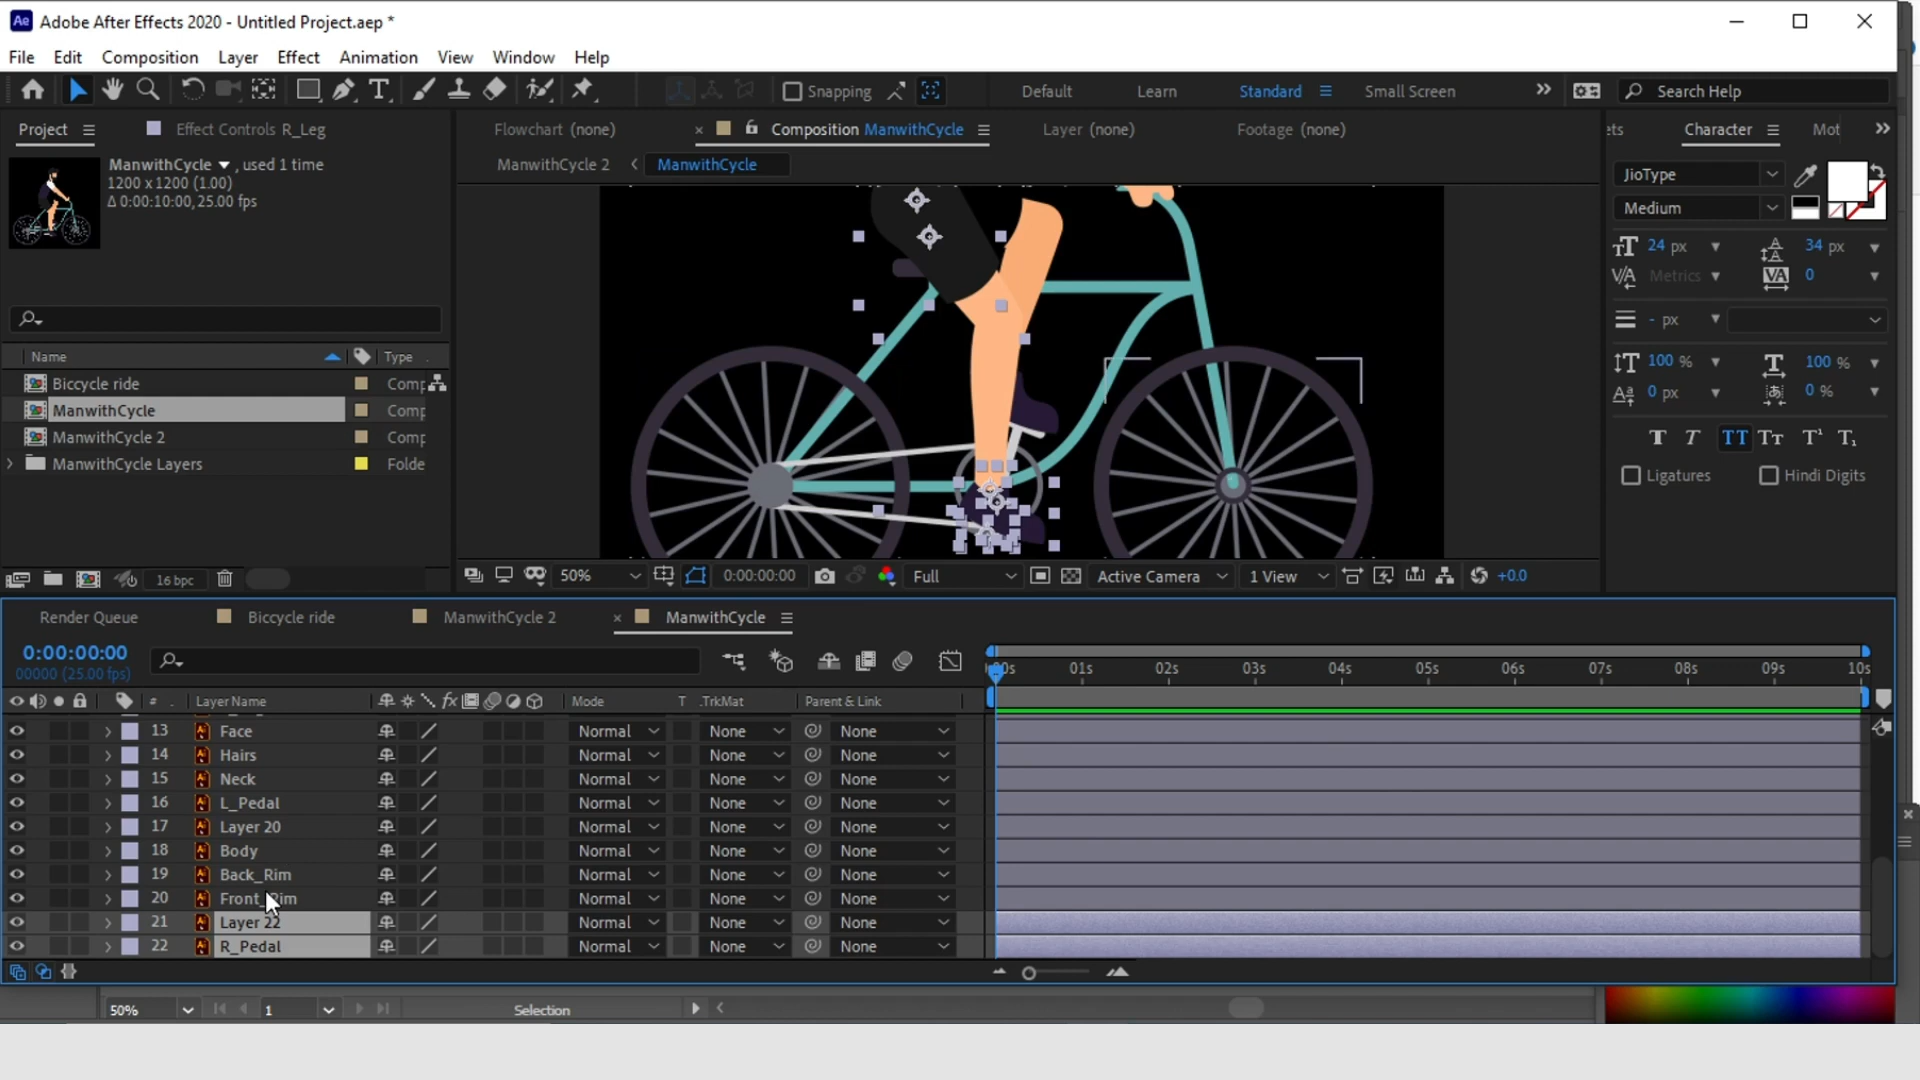 Ae Adobe After Effects 2020 - Untitled Project.aep *
File Edit Composition Layer Effect Animation View Window Help
Snapping Default Learn Standard Small Screen Search Help
Project Effect Controls R_Leg Flowchart (none) Composition ManwithCycle Layer (none) Footage (none) ets Character Mot
ManwithCycle , used 1 time
1200 x 1200 (1.00)
Δ 0:00:10:00, 25.00 fps
ManwithCycle 2 ManwithCycle
JioType
Medium
24 px 34 px
Metrics 0
- px
100 % 100 %
0 px 0 %
T T TT Tr T¹ T₁
Ligatures Hindi Digits
Name Type
Biccycle ride Comp
ManwithCycle Comp
ManwithCycle 2 Comp
ManwithCycle Layers Folde
16 bpc 50% 0:00:00:00 Full Active Camera 1 View +0.0
Render Queue Biccycle ride ManwithCycle 2 ManwithCycle
0:00:00:00
00000 (25.00 fps)
00s 01s 02s 03s 04s 05s 06s 07s 08s 09s 10s
# . Layer Name fx Mode T .TrkMat Parent & Link
13 Face Normal None None
14 Hairs Normal None None
15 Neck Normal None None
16 L_Pedal Normal None None
17 Layer 20 Normal None None
18 Body Normal None None
19 Back_Rim Normal None None
20 Front_Rim Normal None None
21 Layer 22 Normal None None
22 R_Pedal Normal None None
50% 1 Selection